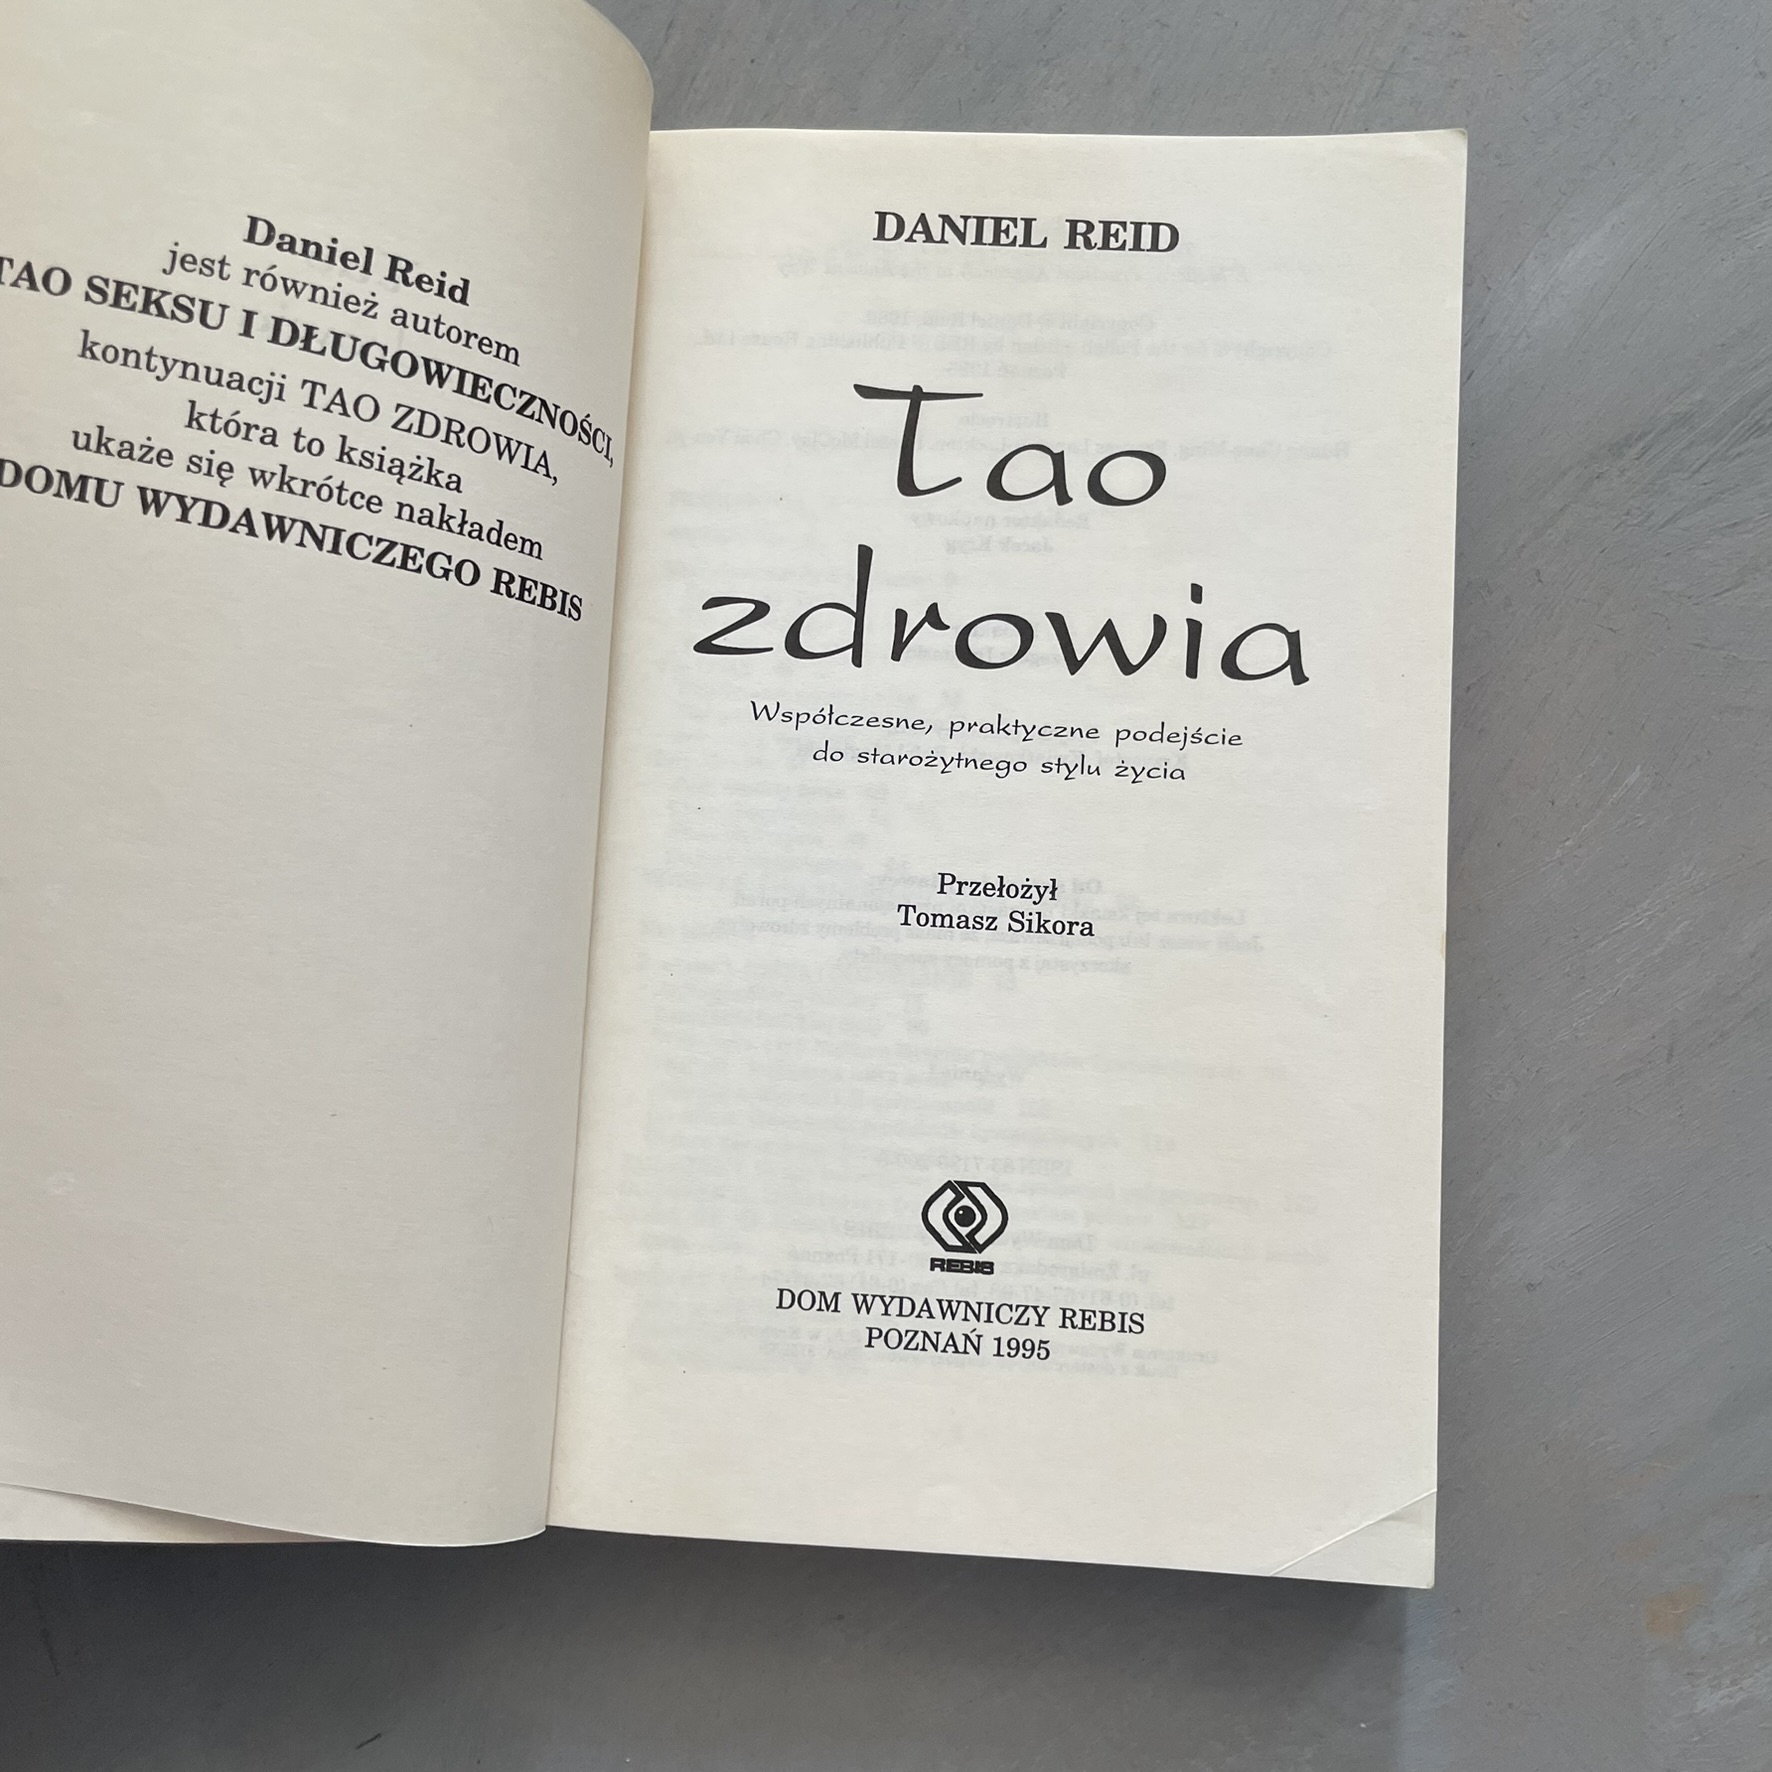 Daniel Reid
jest również autorem
TAO SEKSU I DŁUGOWIECZNOŚCI,
kontynuacji TAO ZDROWIA,
która to książka
ukaże się wkrótce nakładem
DOMU WYDAWNICZEGO REBIS
DANIEL REID
Tao
zdrowia
Współczesne, praktyczne podejście
do starożytnego stylu życia
Przełożył
Tomasz Sikora
REBIS
DOM WYDAWNICZY REBIS
POZNAŃ 1995